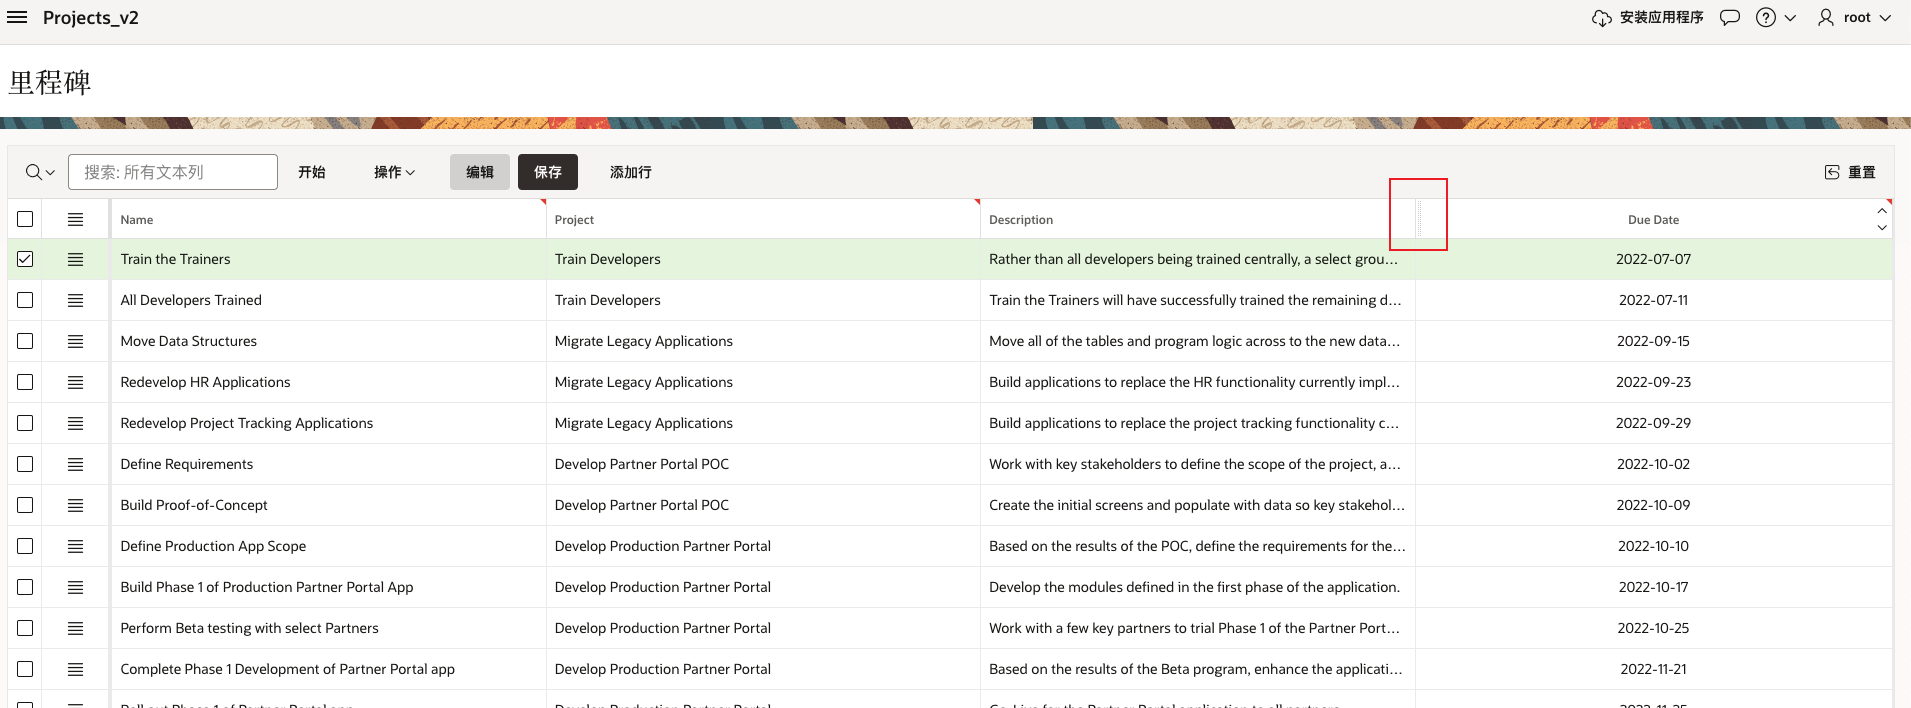 Projects_v2
安装应用程序
root
里程碑
搜索: 所有文本列
开始
操作
编辑
保存
添加行
重置
Name Project Description Due Date
Train the Trainers Train Developers Rather than all developers being trained centrally, a select grou... 2022-07-07
All Developers Trained Train Developers Train the Trainers will have successfully trained the remaining d... 2022-07-11
Move Data Structures Migrate Legacy Applications Move all of the tables and program logic across to the new data... 2022-09-15
Redevelop HR Applications Migrate Legacy Applications Build applications to replace the HR functionality currently impl... 2022-09-23
Redevelop Project Tracking Applications Migrate Legacy Applications Build applications to replace the project tracking functionality c... 2022-09-29
Define Requirements Develop Partner Portal POC Work with key stakeholders to define the scope of the project, a... 2022-10-02
Build Proof-of-Concept Develop Partner Portal POC Create the initial screens and populate with data so key stakehol... 2022-10-09
Define Production App Scope Develop Production Partner Portal Based on the results of the POC, define the requirements for the... 2022-10-10
Build Phase 1 of Production Partner Portal App Develop Production Partner Portal Develop the modules defined in the first phase of the application. 2022-10-17
Perform Beta testing with select Partners Develop Production Partner Portal Work with a few key partners to trial Phase 1 of the Partner Port... 2022-10-25
Complete Phase 1 Development of Partner Portal app Develop Production Partner Portal Based on the results of the Beta program, enhance the applicati... 2022-11-21